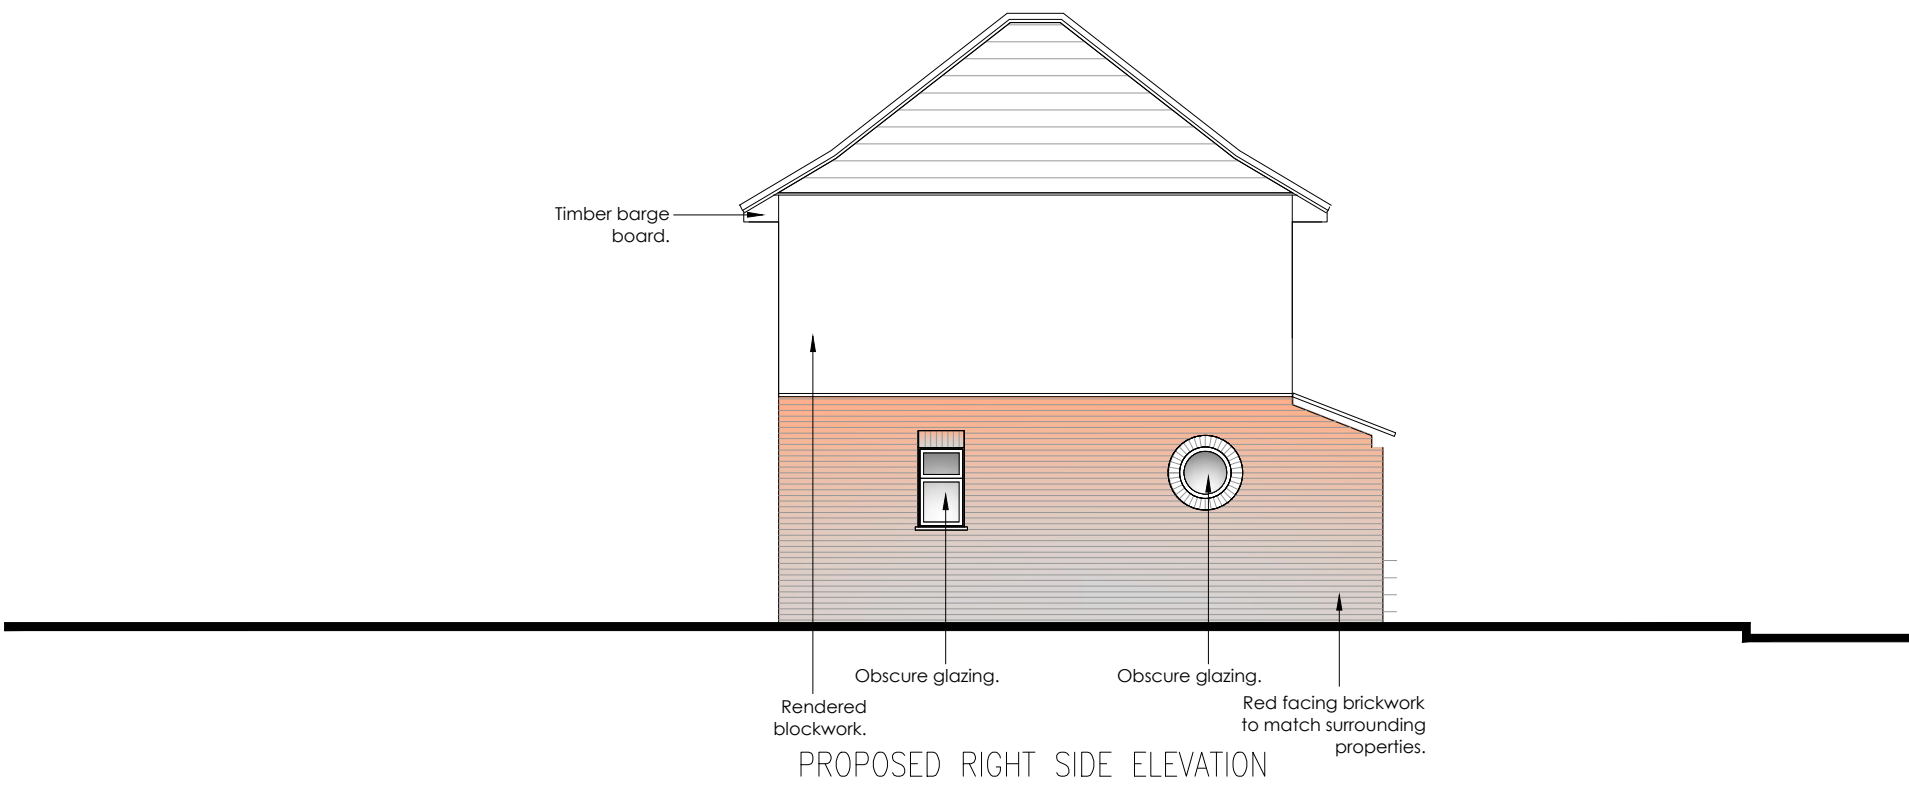 Timber barge
board.
Obscure glazing.
Obscure glazing.
Rendered
blockwork.
Red facing brickwork
to match surrounding
properties.
PROPOSED RIGHT SIDE ELEVATION